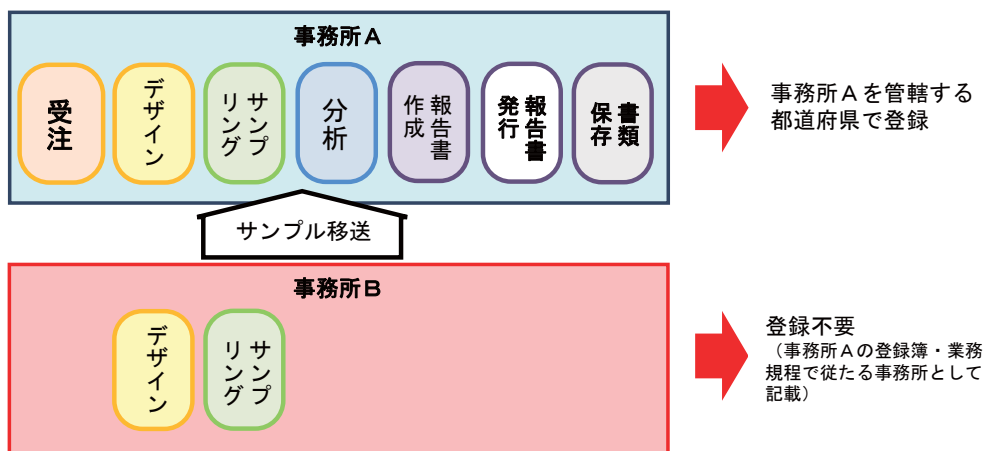 事務所A
受注
デザイン
サンプ
リング
分析
報告書
作成
報告書
発行
書類
保存
事務所Aを管轄する
都道府県で登録
サンプル移送
事務所B
デザイン
サンプ
リング
登録不要
（事務所Aの登録簿・業務
規程で従たる事務所として
記載）